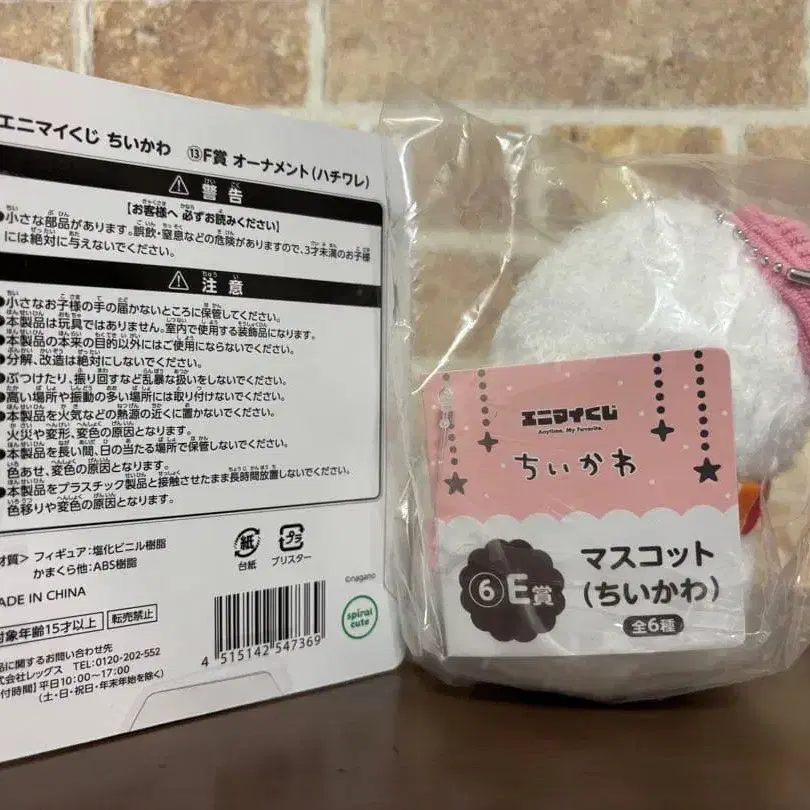 エニマイくじ ちいかわ ⑬F賞 オーナメント(ハチワレ)
警告
【お客様へ 必ずお読みください】
●小さな部品があります。誤飲・窒息などの危険がありますので、3才未満のお子様
には絶対に与えないでください。
注意
●小さなお子様の手の届かないところに保管してください。
●本製品は玩具ではありません。室内で使用する装飾品になります。
●本製品の本来の目的以外にはご使用にならないでください。
●分解、改造は絶対にしないでください。
●ぶつけたり、振り回すなど乱暴な扱いをしないでください。
●高い場所や振動の多い場所には取り付けないでください。
●本製品を火気などの熱源の近くに置かないでください。
火災や変形、変色の原因となります。
●本製品を長い間、日の当たる場所で保管しないでください。
色あせ、変色の原因となります。
●本製品をプラスチック製品と接触させたまま長時間放置しないでください。
色移りや変色の原因となります。
材質> フィギュア:塩化ビニル樹脂
かまくら他:ABS樹脂
紙
台紙
プラ
ブリスター
©nagano
ADE IN CHINA
対象年齢15才以上
転売禁止
spiral
cute
4 515142 547369
品に関するお問い合わせ先
式会社レッグス TEL:0120-202-552
付時間】平日10:00~17:00
(土・日・祝日・年末年始を除く)
エニマイくじ
Anytime, My Favorite.
ちいかわ
⑥E賞
マスコット
(ちいかわ)
全6種